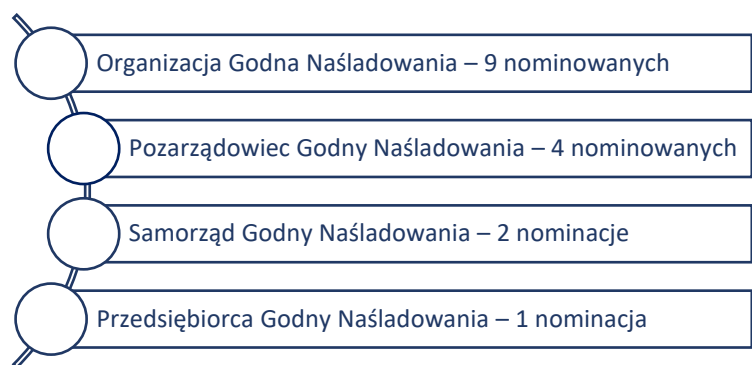 Organizacja Godna Naśladowania – 9 nominowanych
Pozarządowiec Godny Naśladowania – 4 nominowanych
Samorząd Godny Naśladowania – 2 nominacje
Przedsiębiorca Godny Naśladowania – 1 nominacja